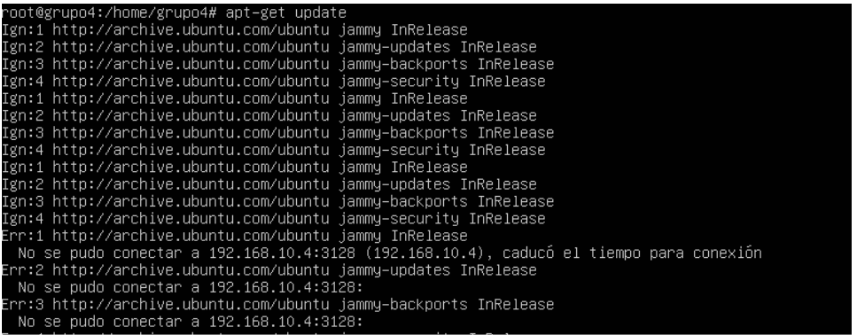 root@grupo4:/home/grupo4# apt-get update
Ign:1 http://archive.ubuntu.com/ubuntu jammy InRelease
Ign:2 http://archive.ubuntu.com/ubuntu jammy-updates InRelease
Ign:3 http://archive.ubuntu.com/ubuntu jammy-backports InRelease
Ign:4 http://archive.ubuntu.com/ubuntu jammy-security InRelease
Ign:1 http://archive.ubuntu.com/ubuntu jammy InRelease
Ign:2 http://archive.ubuntu.com/ubuntu jammy-updates InRelease
Ign:3 http://archive.ubuntu.com/ubuntu jammy-backports InRelease
Ign:4 http://archive.ubuntu.com/ubuntu jammy-security InRelease
Ign:1 http://archive.ubuntu.com/ubuntu jammy InRelease
Ign:2 http://archive.ubuntu.com/ubuntu jammy-updates InRelease
Ign:3 http://archive.ubuntu.com/ubuntu jammy-backports InRelease
Ign:4 http://archive.ubuntu.com/ubuntu jammy-security InRelease
Err:1 http://archive.ubuntu.com/ubuntu jammy InRelease
No se pudo conectar a 192.168.10.4:3128 (192.168.10.4), caducó el tiempo para conexión
Err:2 http://archive.ubuntu.com/ubuntu jammy-updates InRelease
No se pudo conectar a 192.168.10.4:3128:
Err:3 http://archive.ubuntu.com/ubuntu jammy-backports InRelease
No se pudo conectar a 192.168.10.4:3128: